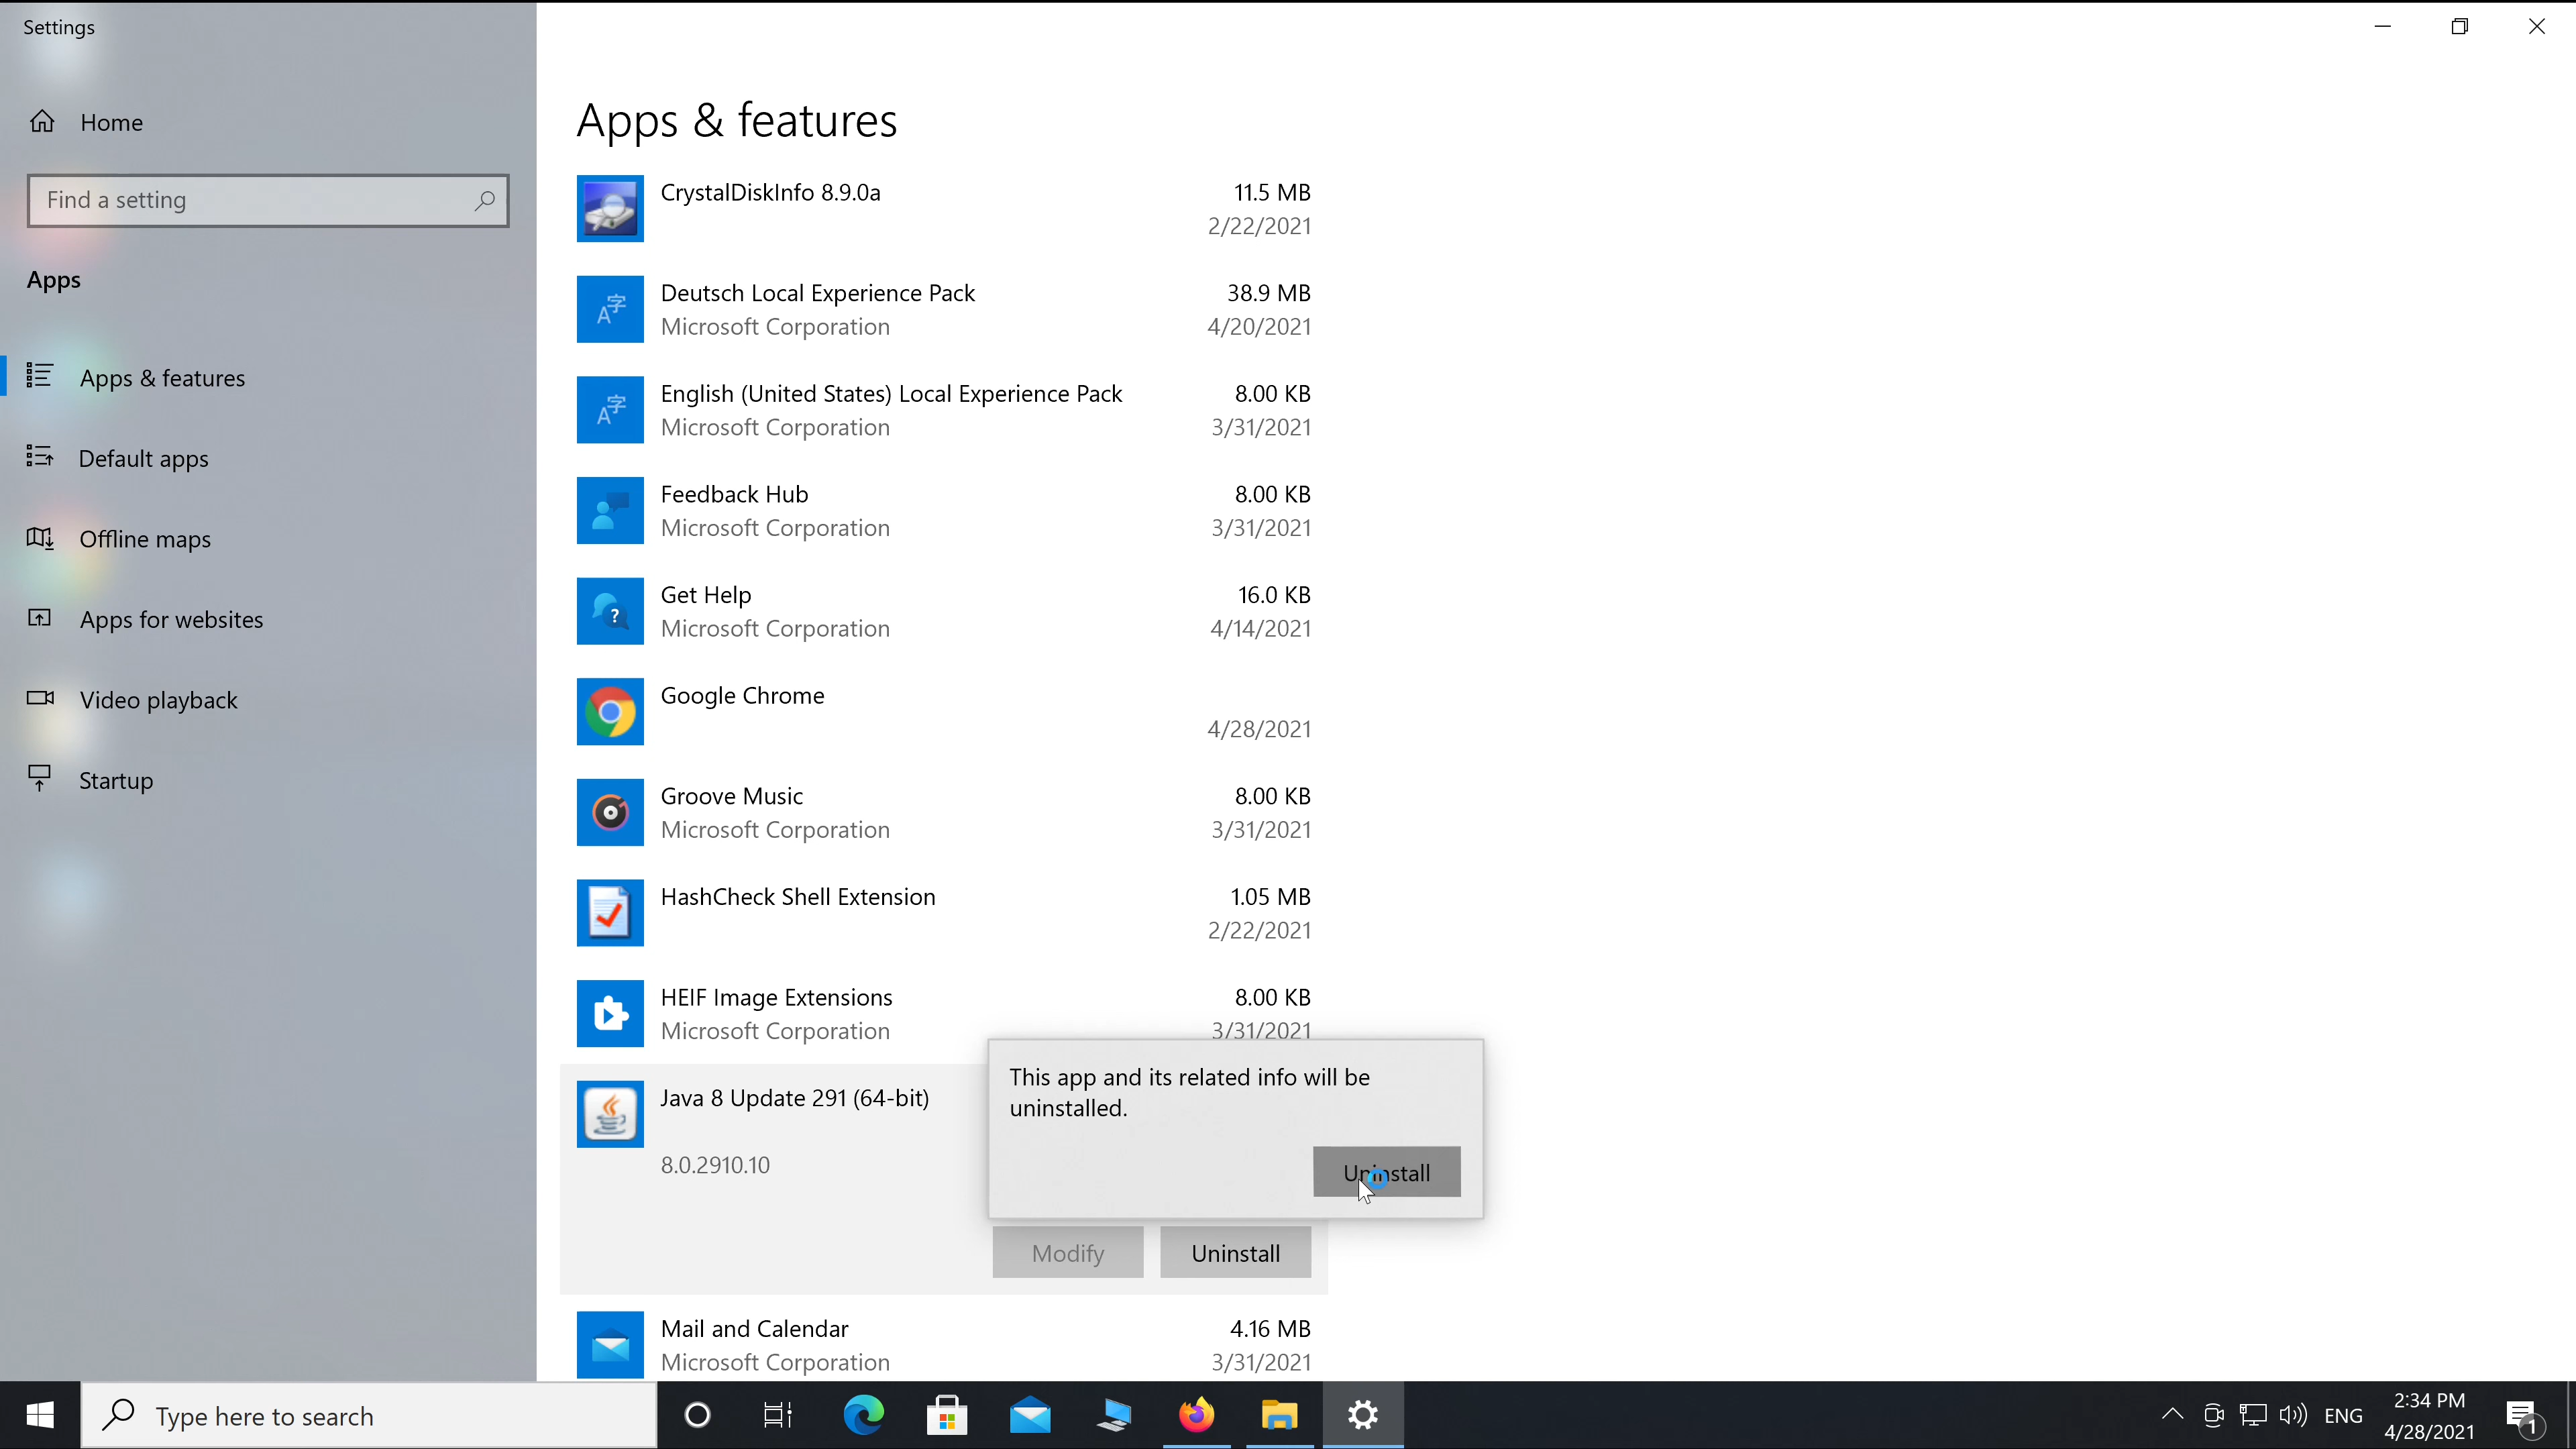 Settings
Home
Find a setting
Apps
Apps & features
Default apps
Offline maps
Apps for websites
Video playback
Startup
Apps & features
CrystalDiskInfo 8.9.0a 11.5 MB
2/22/2021
Deutsch Local Experience Pack 38.9 MB
Microsoft Corporation 4/20/2021
English (United States) Local Experience Pack 8.00 KB
Microsoft Corporation 3/31/2021
Feedback Hub 8.00 KB
Microsoft Corporation 3/31/2021
Get Help 16.0 KB
Microsoft Corporation 4/14/2021
Google Chrome
4/28/2021
Groove Music 8.00 KB
Microsoft Corporation 3/31/2021
HashCheck Shell Extension 1.05 MB
2/22/2021
HEIF Image Extensions 8.00 KB
Microsoft Corporation 3/31/2021
Java 8 Update 291 (64-bit)
8.0.2910.10
This app and its related info will be
uninstalled.
Uninstall
Modify Uninstall
Mail and Calendar 4.16 MB
Microsoft Corporation 3/31/2021
Type here to search
ENG
2:34 PM
4/28/2021
1